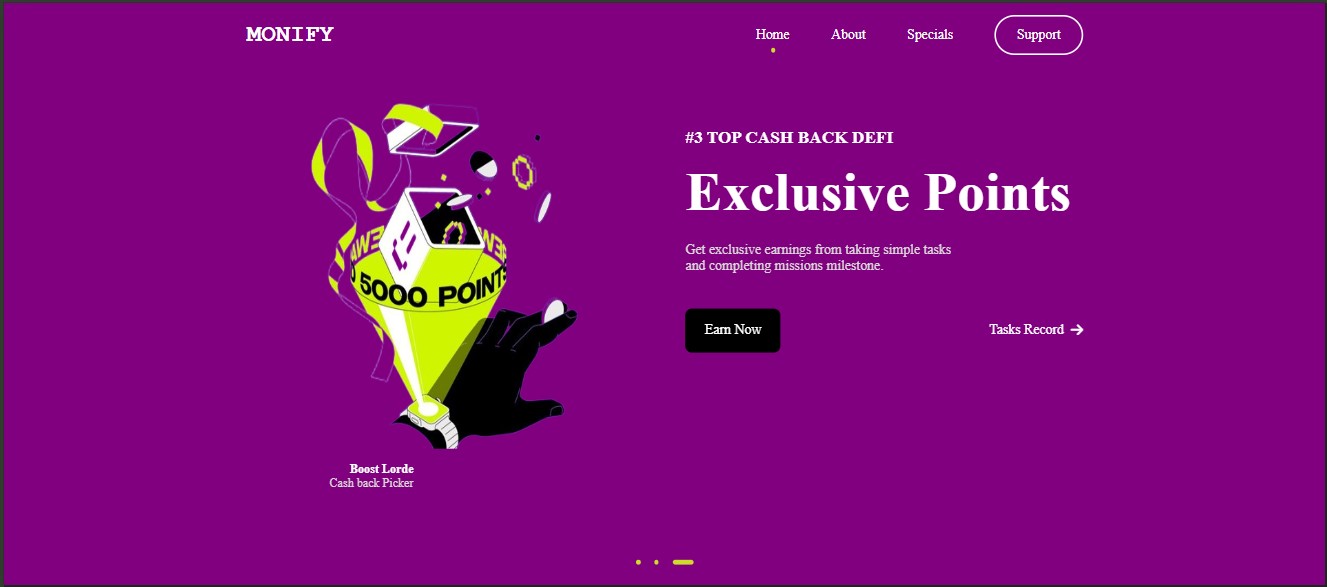 MONIFY
Home
About
Specials
Support
#3 TOP CASH BACK DEFI
Exclusive Points
Get exclusive earnings from taking simple tasks
and completing missions milestone.
Earn Now
Tasks Record
5000 POINTS
Boost Lorde
Cash back Picker